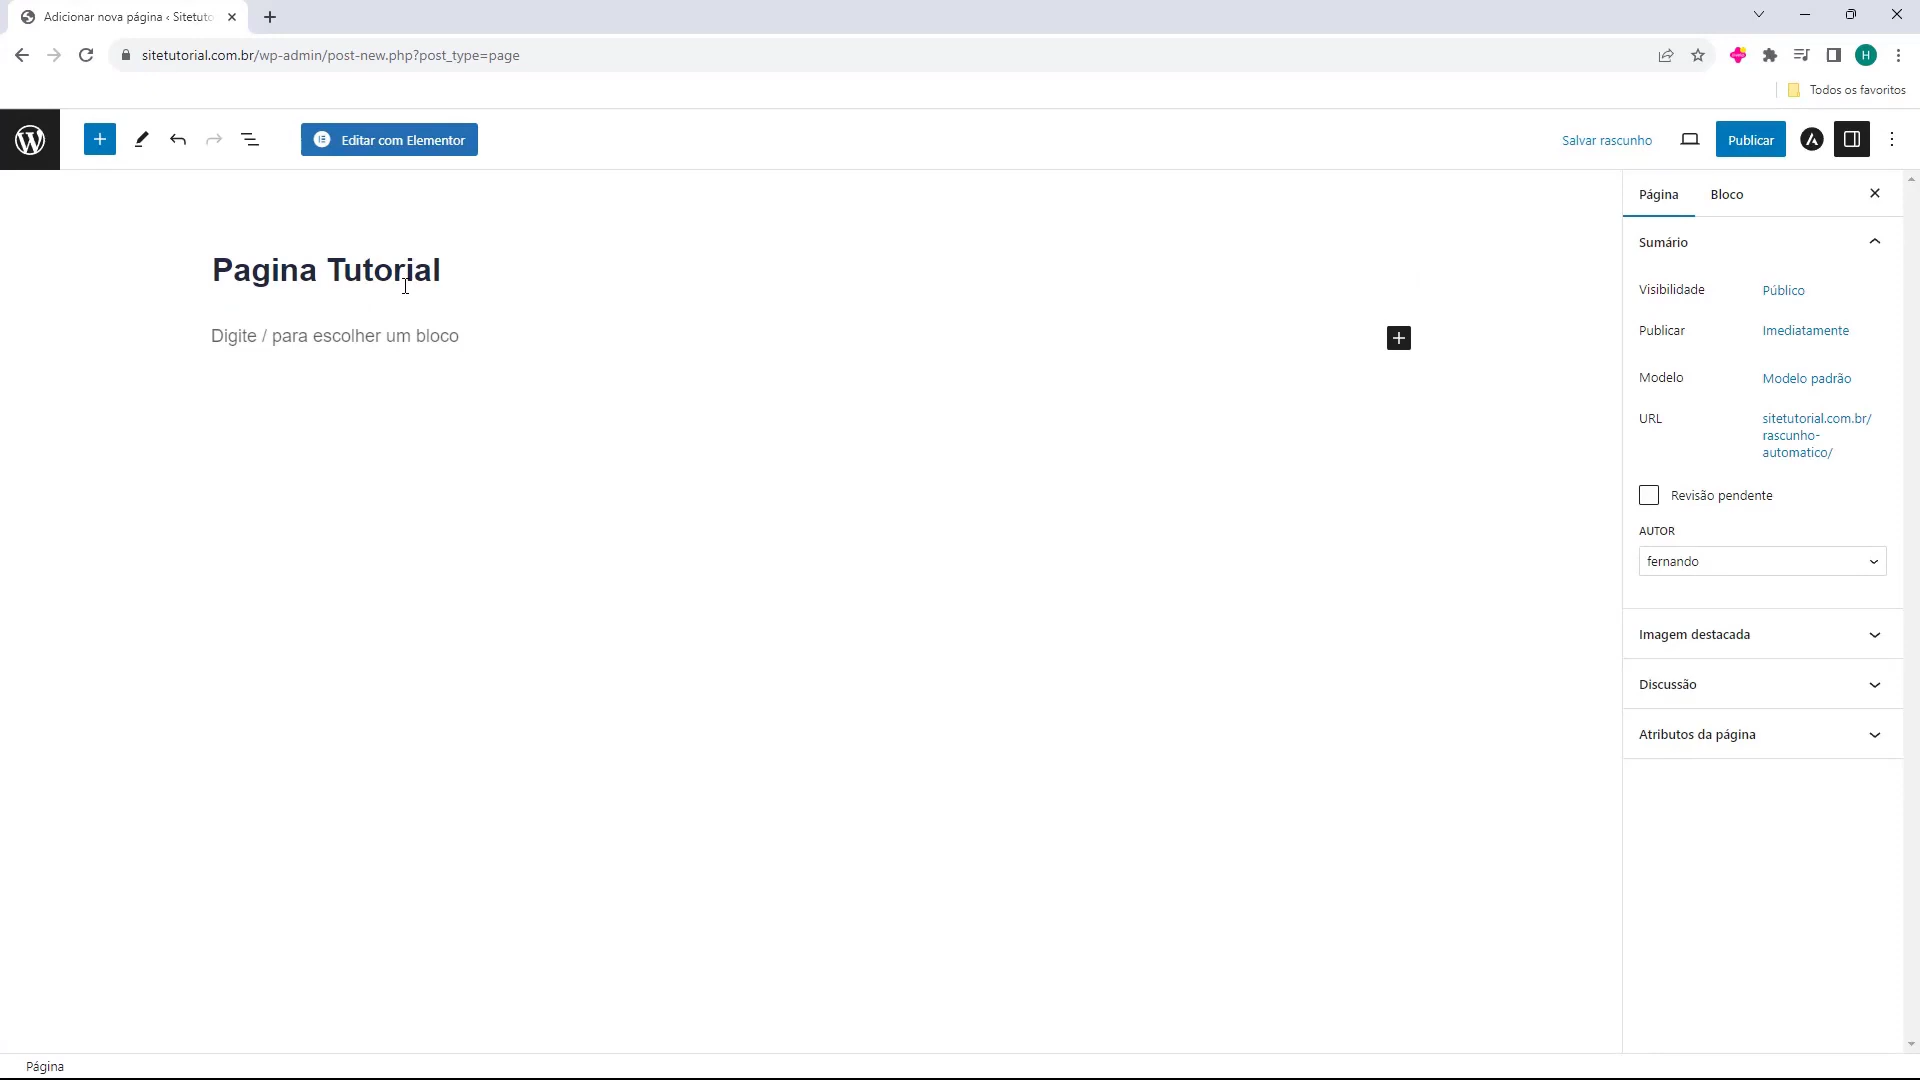 Adicionar nova página ‹ Sitetuto
sitetutorial.com.br/wp-admin/post-new.php?post_type=page
H
Todos os favoritos
Editar com Elementor
Salvar rascunho
Publicar
Pagina Tutorial
Digite / para escolher um bloco
Página
Bloco
Sumário
Visibilidade
Público
Publicar
Imediatamente
Modelo
Modelo padrão
URL
sitetutorial.com.br/
rascunho-
automatico/
Revisão pendente
AUTOR
fernando
Imagem destacada
Discussão
Atributos da página
Página